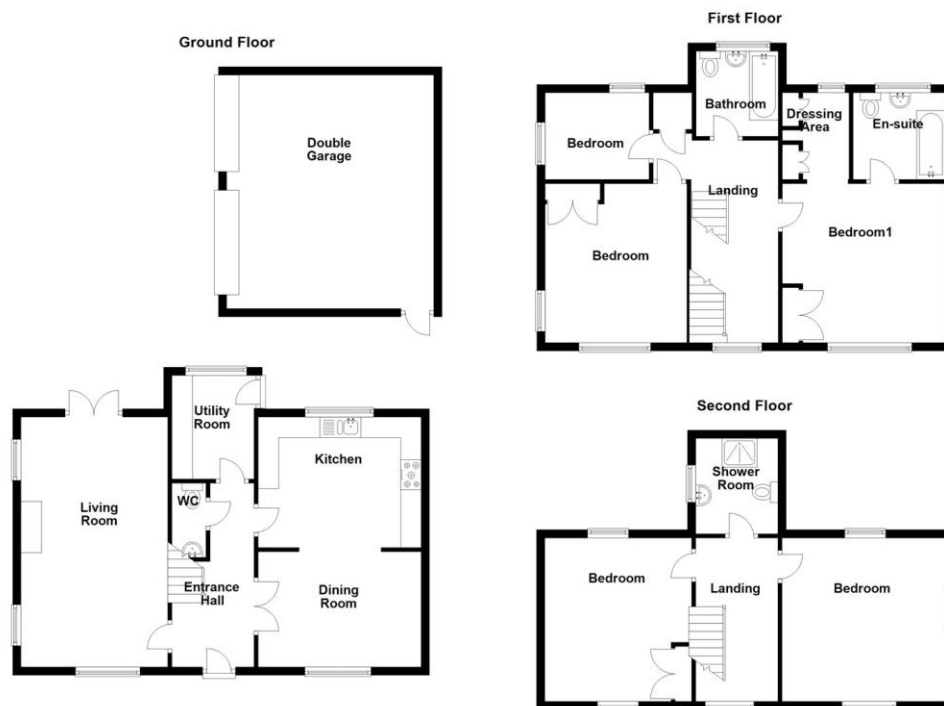 Ground Floor
Double
Garage
Utility
Room
Kitchen
WC
Living
Room
Entrance
Hall
Dining
Room
First Floor
Bathroom
Dressing
Area
En-suite
Bedroom
Landing
Bedroom1
Bedroom
Second Floor
Shower
Room
Bedroom
Landing
Bedroom